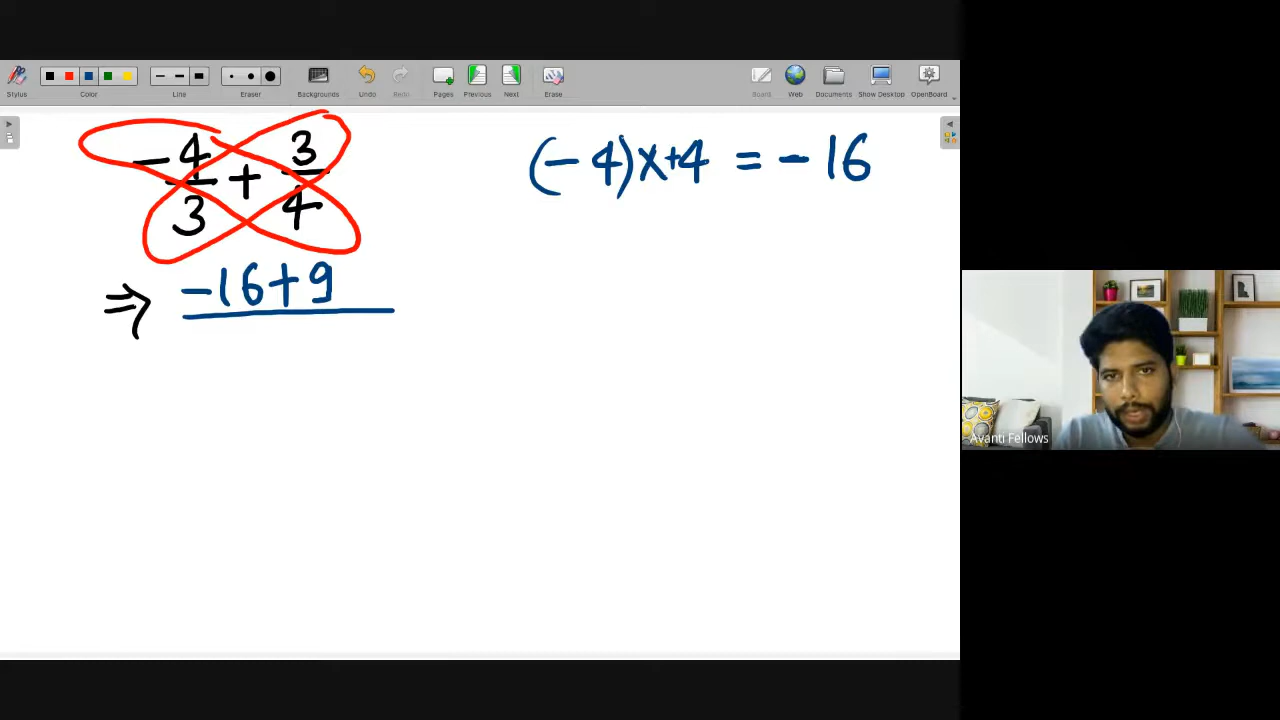 Stylus Color Line Eraser Backgrounds Undo Redo Pages Previous Next Erase Board Web Documents Show Desktop OpenBoard
-4/3 + 3/4
(-4)x+4 = -16
⇒ -16+9
Avanti Fellows